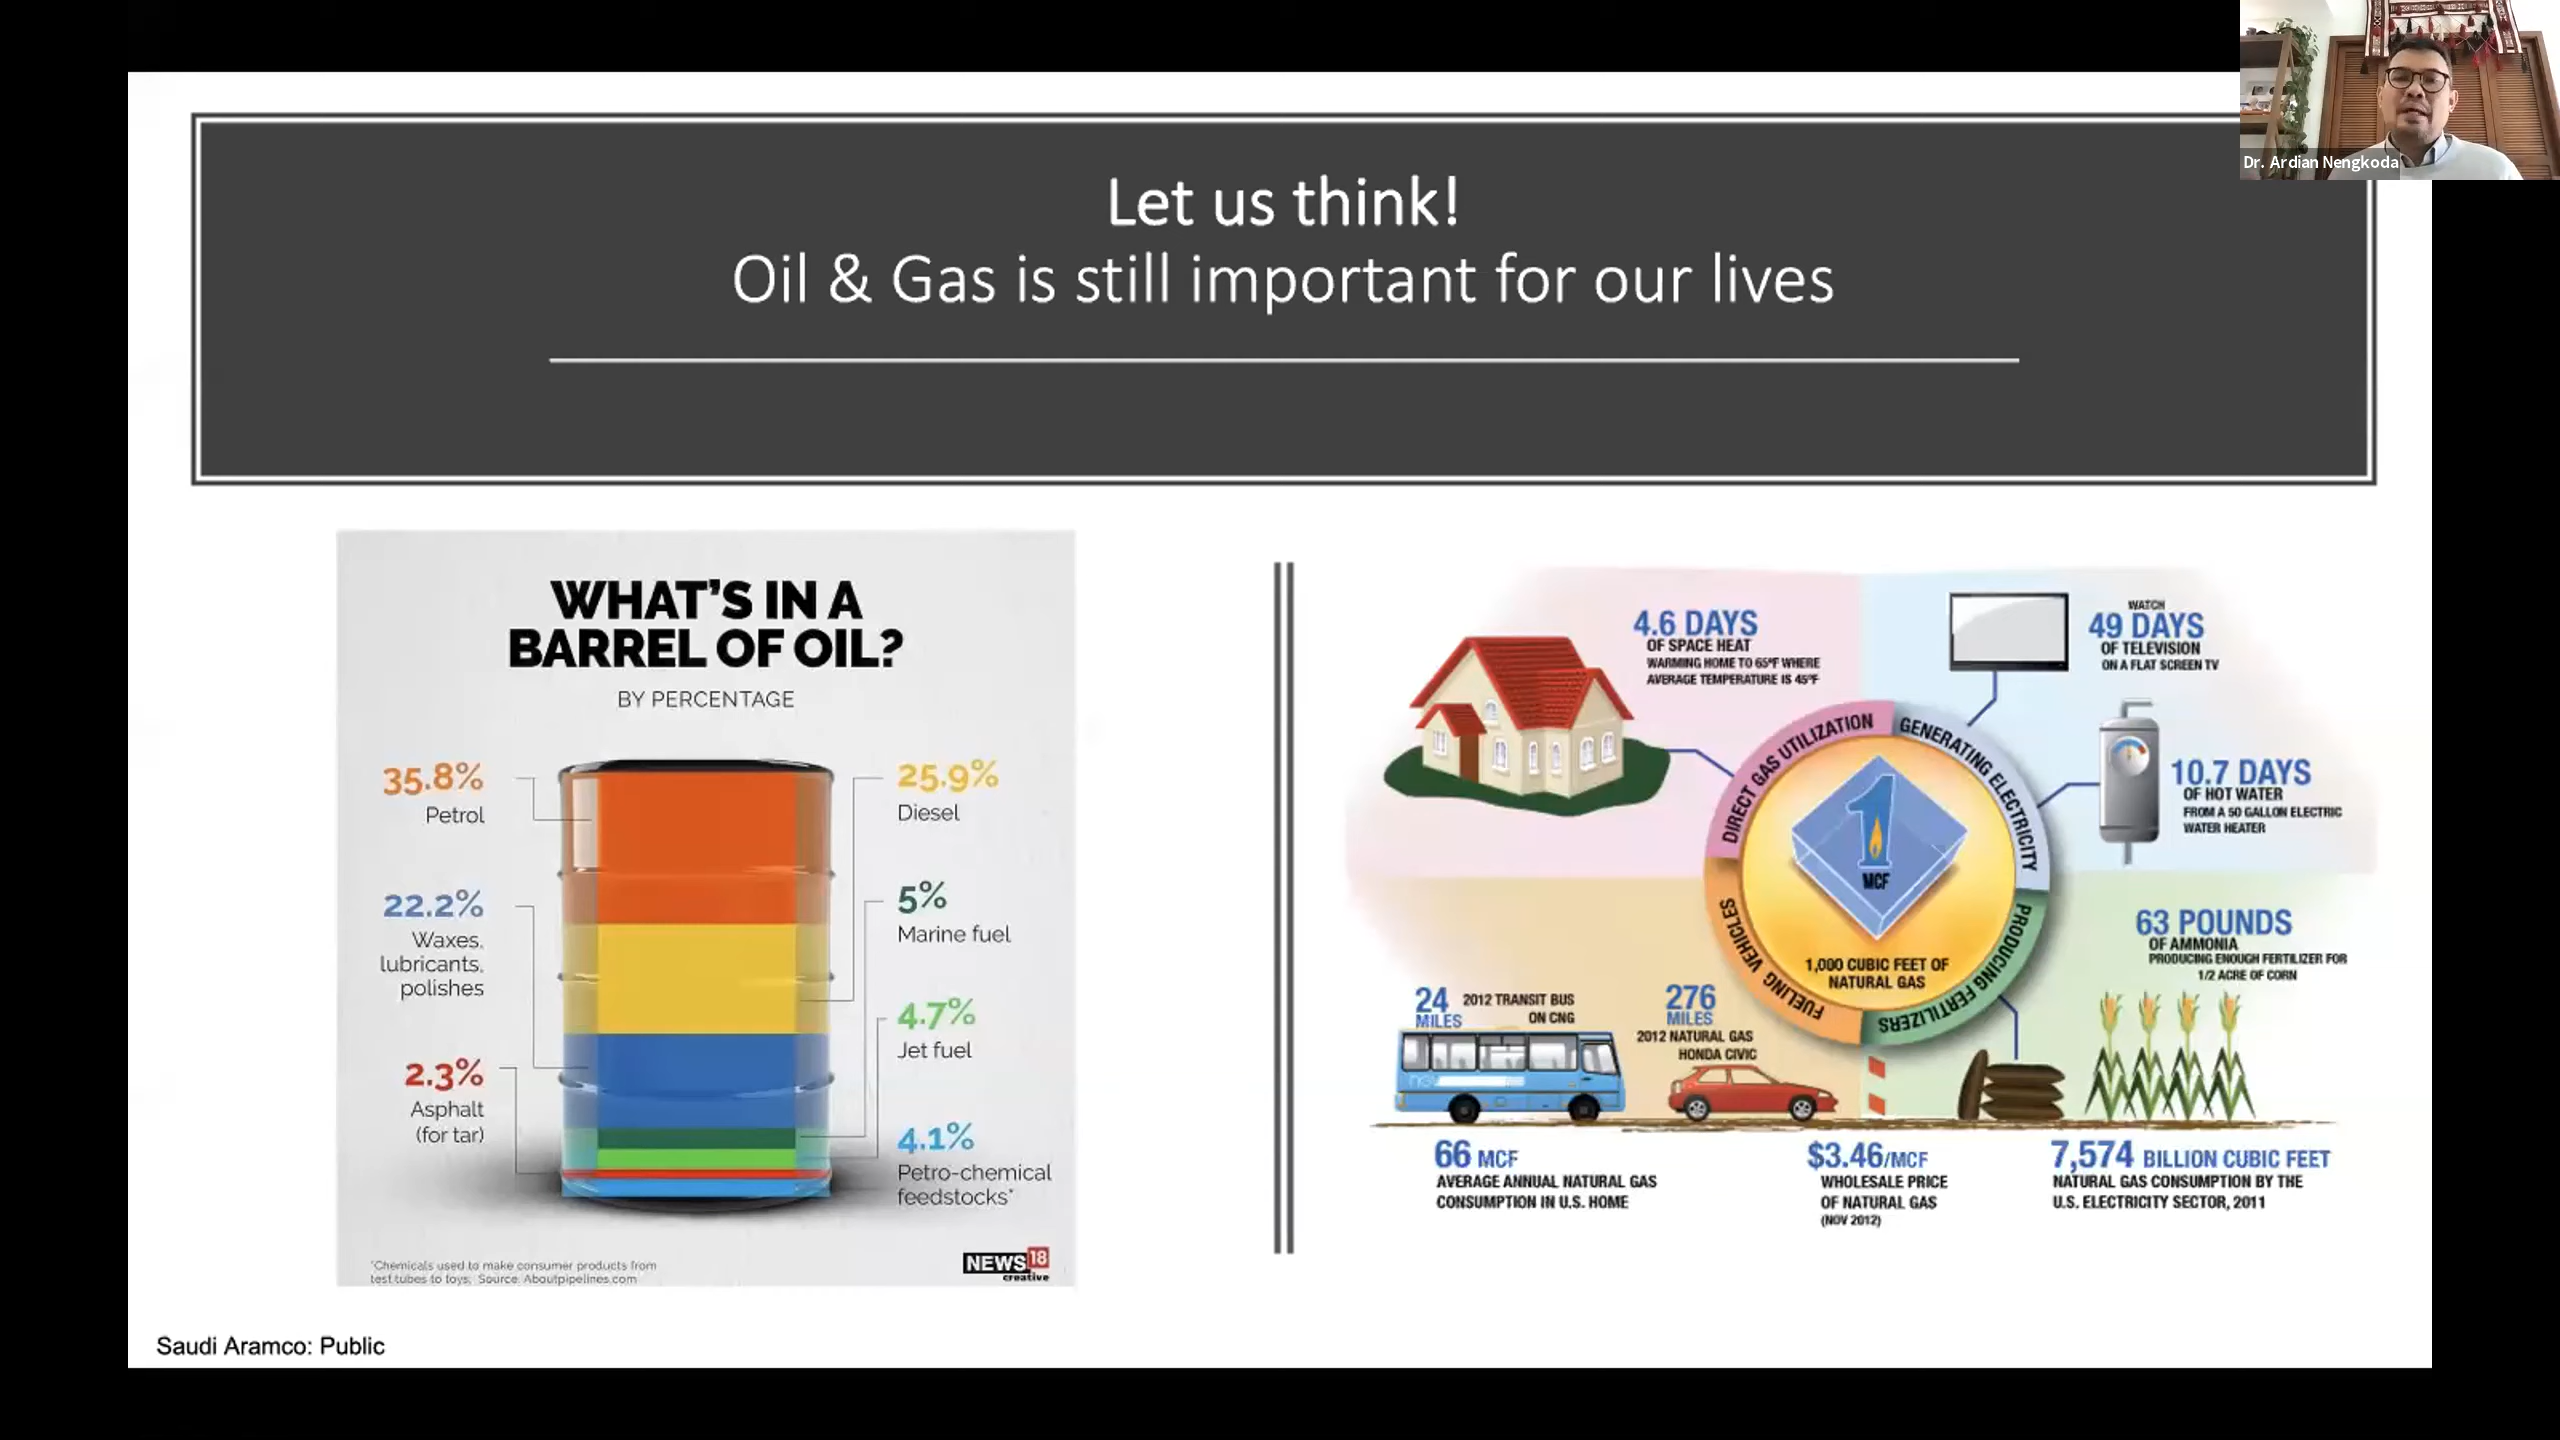 Dr. Ardian Nengkoda
Let us think!
Oil & Gas is still important for our lives
WHAT'S IN A
BARREL OF OIL?
BY PERCENTAGE
35.8%
Petrol
22.2%
Waxes,
lubricants,
polishes
2.3%
Asphalt
(for tar)
25.9%
Diesel
5%
Marine fuel
4.7%
Jet fuel
4.1%
Petro-chemical
feedstocks*
*Chemicals used to make consumer products from
test tubes to toys; Source: Aboutpipelines.com
NEWS 18
creative
4.6 DAYS
OF SPACE HEAT
WARMING HOME TO 65°F WHERE
AVERAGE TEMPERATURE IS 45°F
WATCH
49 DAYS
OF TELEVISION
ON A FLAT SCREEN TV
10.7 DAYS
OF HOT WATER
FROM A 50 GALLON ELECTRIC
WATER HEATER
DIRECT GAS UTILIZATION
GENERATING ELECTRICITY
FUELING VEHICLES
PRODUCING FERTILIZERS
1
MCF
1,000 CUBIC FEET OF
NATURAL GAS
63 POUNDS
OF AMMONIA
PRODUCING ENOUGH FERTILIZER FOR
1/2 ACRE OF CORN
24
MILES
2012 TRANSIT BUS
ON CNG
276
MILES
2012 NATURAL GAS
HONDA CIVIC
66 MCF
AVERAGE ANNUAL NATURAL GAS
CONSUMPTION IN U.S. HOME
$3.46/MCF
WHOLESALE PRICE
OF NATURAL GAS
(NOV 2012)
7,574 BILLION CUBIC FEET
NATURAL GAS CONSUMPTION BY THE
U.S. ELECTRICITY SECTOR, 2011
Saudi Aramco: Public